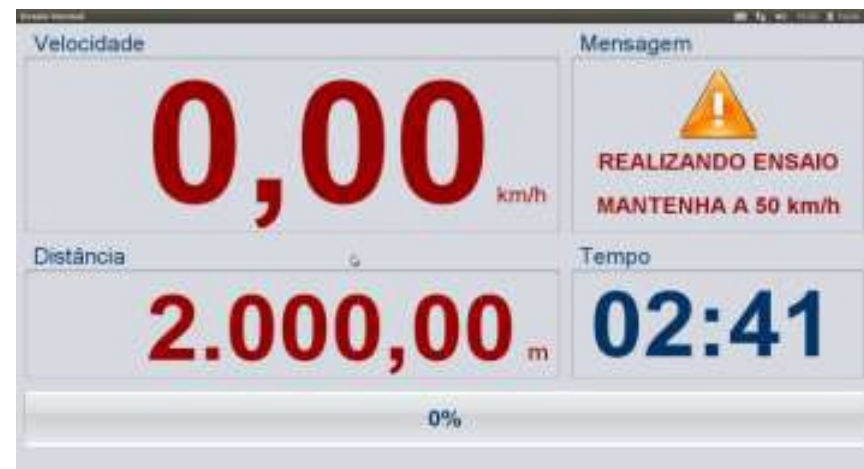 Velocidade
Mensagem
0,00 km/h
REALIZANDO ENSAIO
MANTENHA A 50 km/h
Distância
Tempo
2.000,00 m
02:41
0%